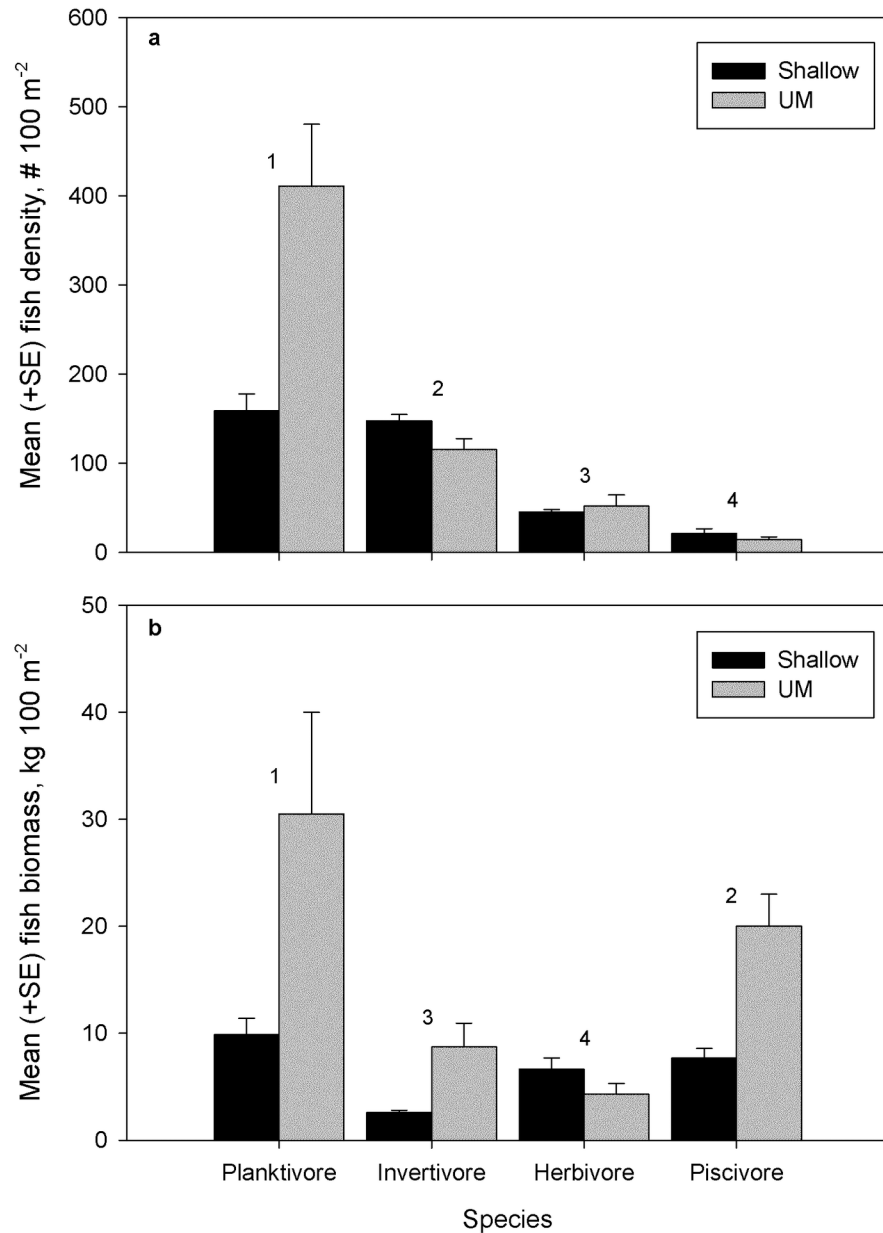 a
Shallow
UM
Mean (+SE) fish density, # 100 m⁻²
600
500
400
300
200
100
0
1
2
3
4
b
Shallow
UM
Mean (+SE) fish biomass, kg 100 m⁻²
50
40
30
20
10
0
1
3
4
2
Planktivore Invertivore Herbivore Piscivore
Species